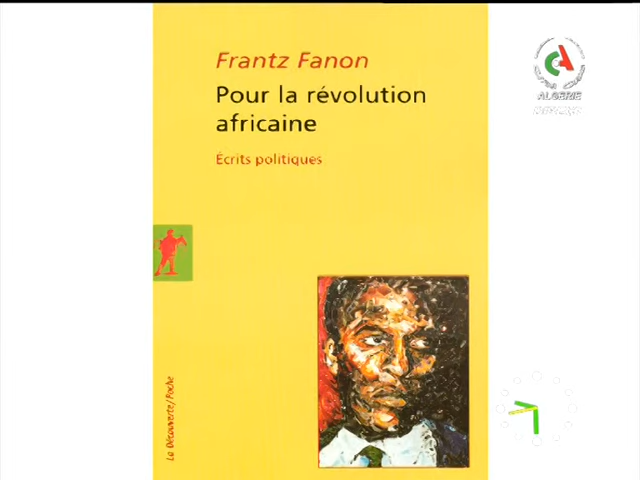 Frantz Fanon
Pour la révolution
africaine
Écrits politiques
La Découverte/Poche
ALGERIE